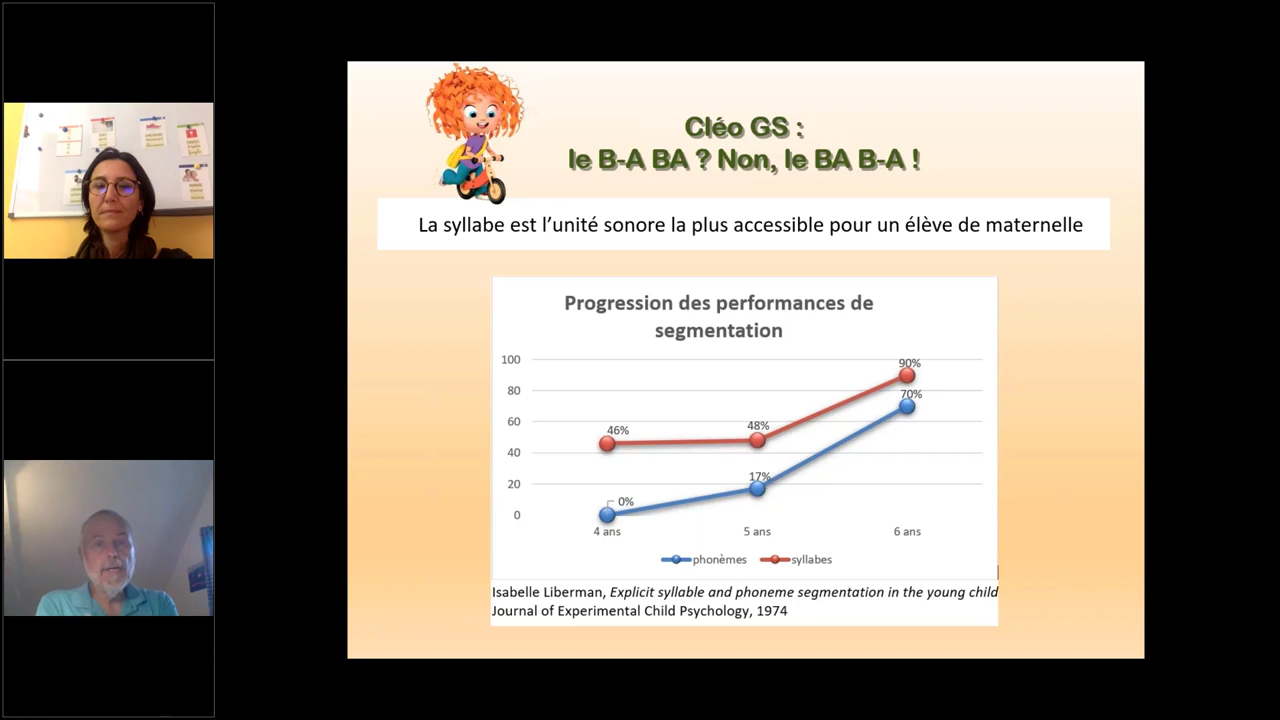 Cléo GS :
le B-A BA ? Non, le BA B-A !
La syllabe est l'unité sonore la plus accessible pour un élève de maternelle
Progression des performances de
segmentation
100
80
60
40
20
0
46%
48%
90%
0%
17%
70%
4 ans
5 ans
6 ans
phonèmes
syllabes
Isabelle Liberman, Explicit syllable and phoneme segmentation in the young child
Journal of Experimental Child Psychology, 1974